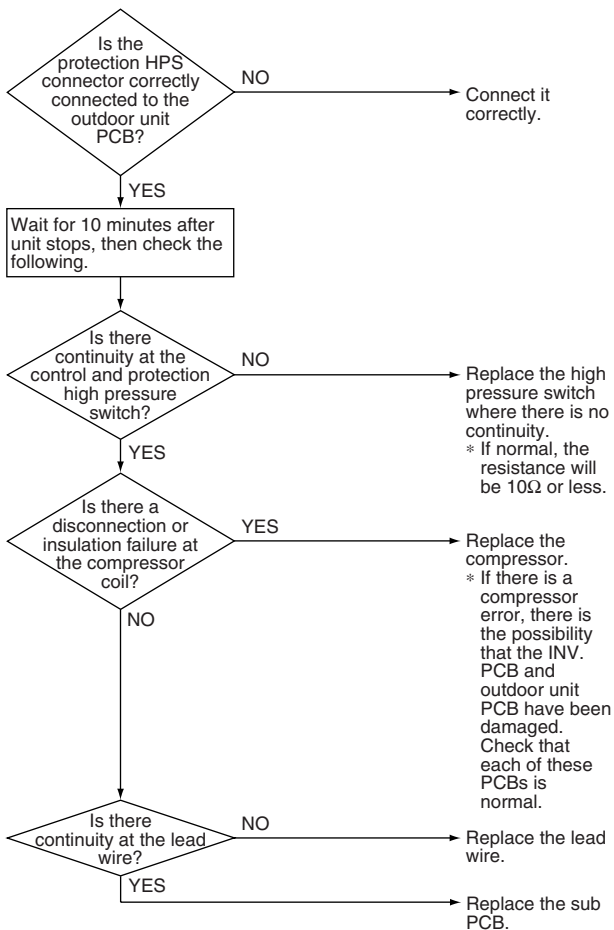 Is the
protection HPS
connector correctly
connected to the
outdoor unit
PCB?
NO
Connect it
correctly.
YES
Wait for 10 minutes after
unit stops, then check the
following.
Is there
continuity at the
control and protection
high pressure
switch?
NO
Replace the high
pressure switch
where there is no
continuity.
* If normal, the
resistance will
be 10Ω or less.
YES
Is there a
disconnection or
insulation failure at
the compressor
coil?
YES
Replace the
compressor.
* If there is a
compressor
error, there is
the possibility
that the INV.
PCB and
outdoor unit
PCB have been
damaged.
Check that
each of these
PCBs is
normal.
NO
Is there
continuity at the lead
wire?
NO
Replace the lead
wire.
YES
Replace the sub
PCB.